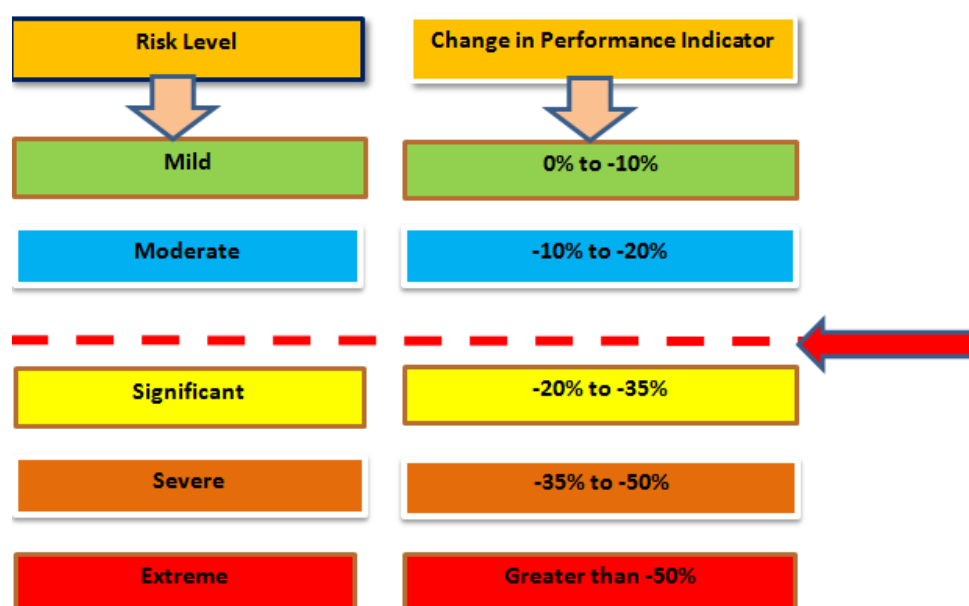 Risk Level
Change in Performance Indicator
Mild
0% to -10%
Moderate
-10% to -20%
Significant
-20% to -35%
Severe
-35% to -50%
Extreme
Greater than -50%